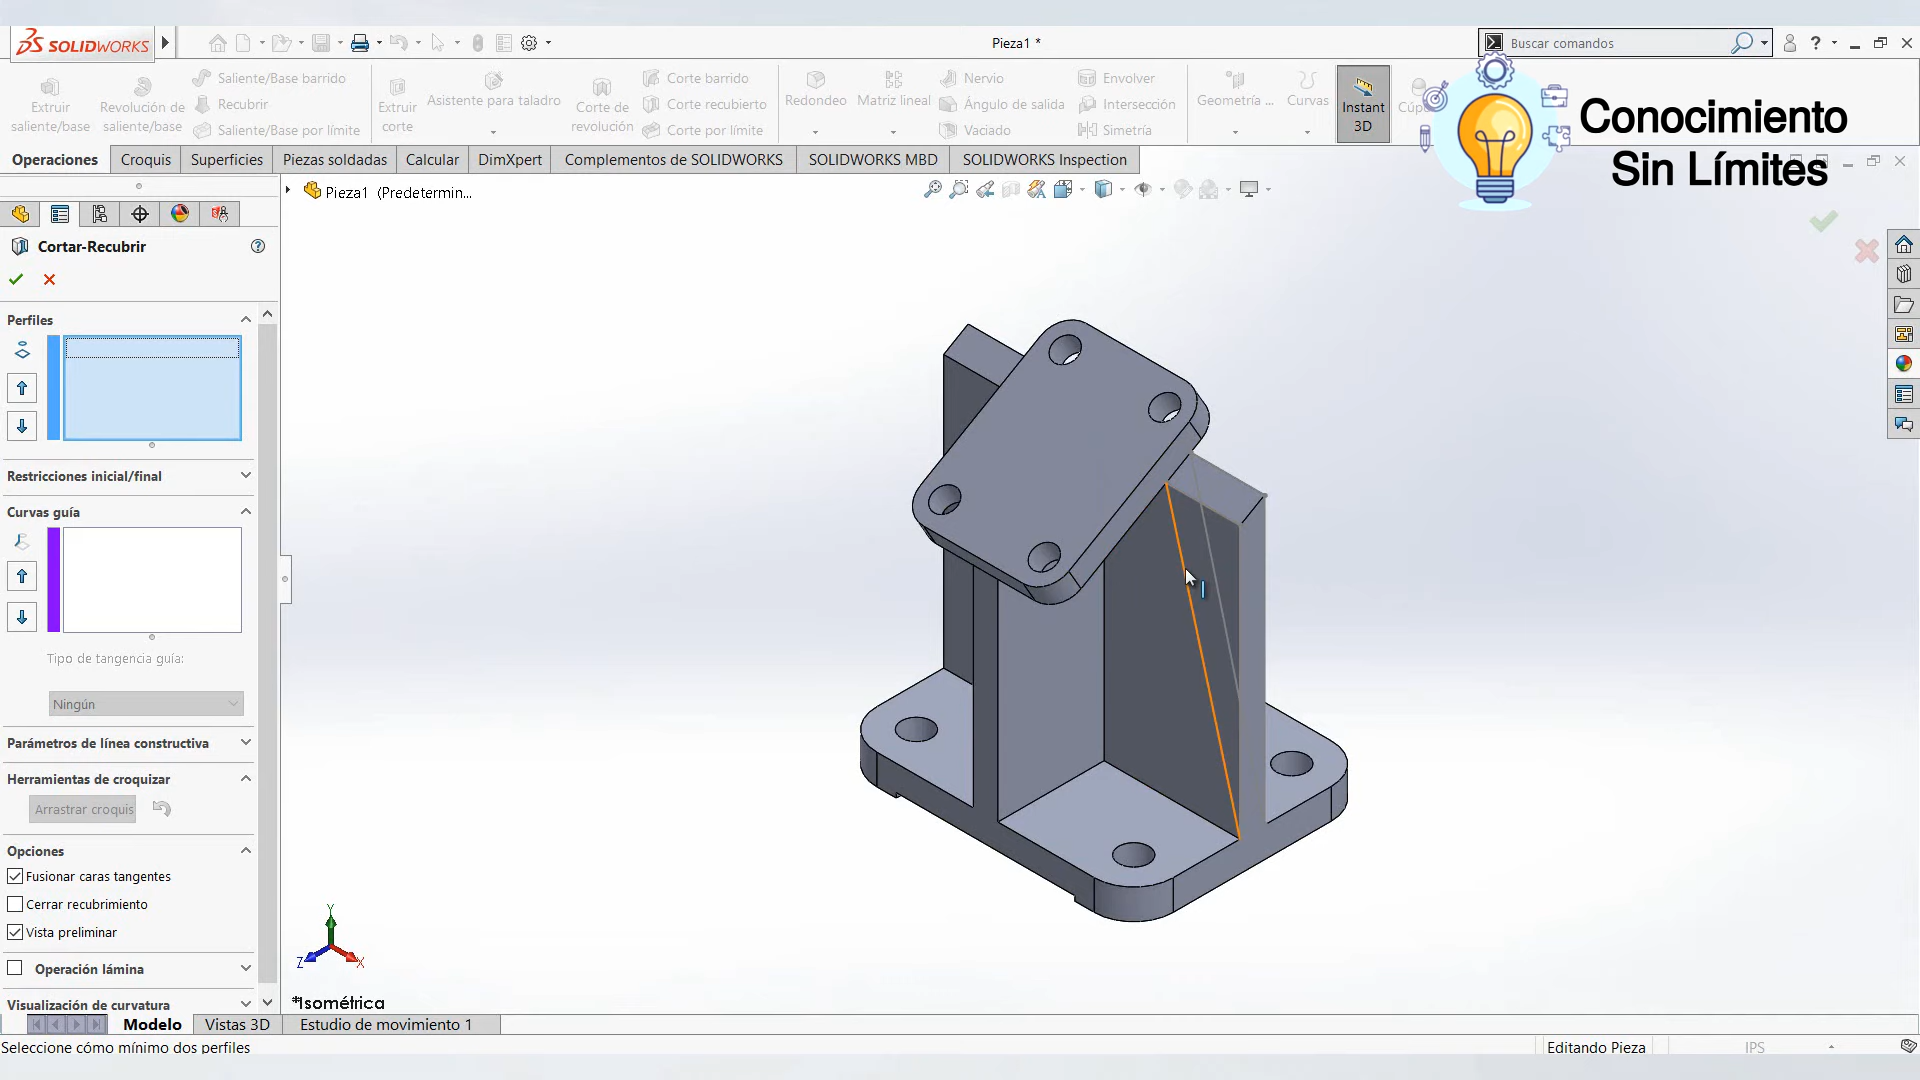 SOLIDWORKS
Pieza1 *
Buscar comandos
?
Extruir saliente/base
Revolución de saliente/base
Saliente/Base barrido
Recubrir
Saliente/Base por límite
Extruir corte
Asistente para taladro
Corte de revolución
Corte barrido
Corte recubierto
Corte por límite
Redondeo
Matriz lineal
Nervio
Ángulo de salida
Vaciado
Envolver
Intersección
Simetría
Geometría ...
Curvas
Instant 3D
Conocimiento
Sin Límites
Operaciones
Croquis
Superficies
Piezas soldadas
Calcular
DimXpert
Complementos de SOLIDWORKS
SOLIDWORKS MBD
SOLIDWORKS Inspection
Pieza1 (Predetermin...
Cortar-Recubrir
?
Perfiles
Restricciones inicial/final
Curvas guía
Tipo de tangencia guía:
Ningún
Parámetros de línea constructiva
Herramientas de croquizar
Arrastrar croquis
Opciones
Fusionar caras tangentes
Cerrar recubrimiento
Vista preliminar
Operación lámina
Visualización de curvatura
Y
Z
X
*Isométrica
Modelo
Vistas 3D
Estudio de movimiento 1
Seleccione cómo mínimo dos perfiles
Editando Pieza
IPS